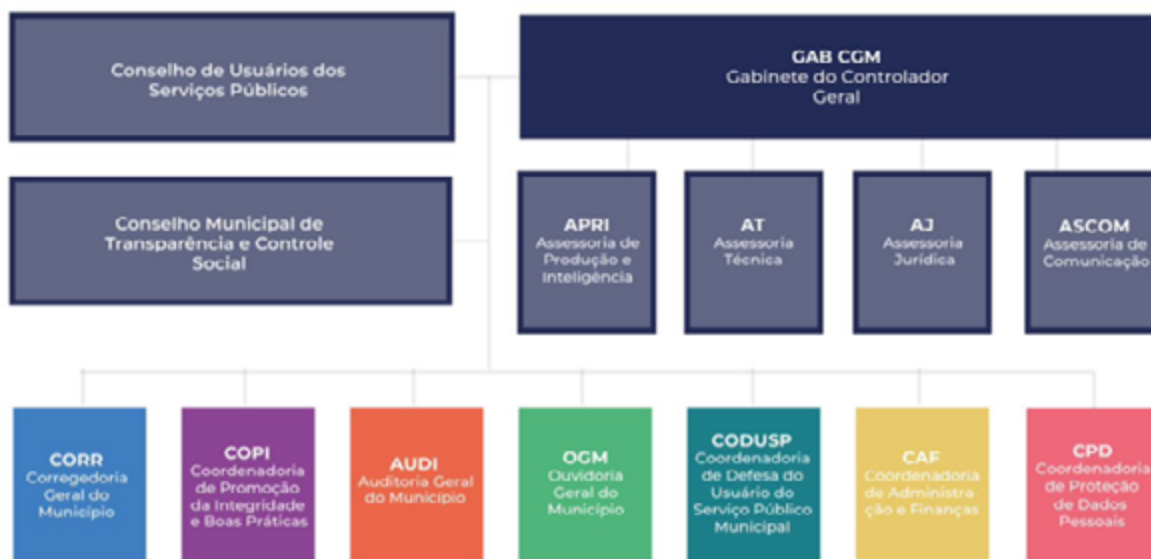 Conselho de Usuários dos
Serviços Públicos
GAB CGM
Gabinete do Controlador
Geral
Conselho Municipal de
Transparência e Controle
Social
APRI
Assessoria de
Produção e
Inteligência
AT
Assessoria
Técnica
AJ
Assessoria
Jurídica
ASCOM
Assessoria de
Comunicação
CORR
Corregedoria
Geral do
Município
COPI
Coordenadoria
de Promoção
da Integridade
e Boas Práticas
AUDI
Auditoria Geral
do Município
OGM
Ouvidoria
Geral do
Município
CODUSP
Coordenadoria
de Defesa do
Usuário do
Serviço Público
Municipal
CAF
Coordenadoria
de Administra-
ção e Finanças
CPD
Coordenadoria
de Proteção
de Dados
Pessoais